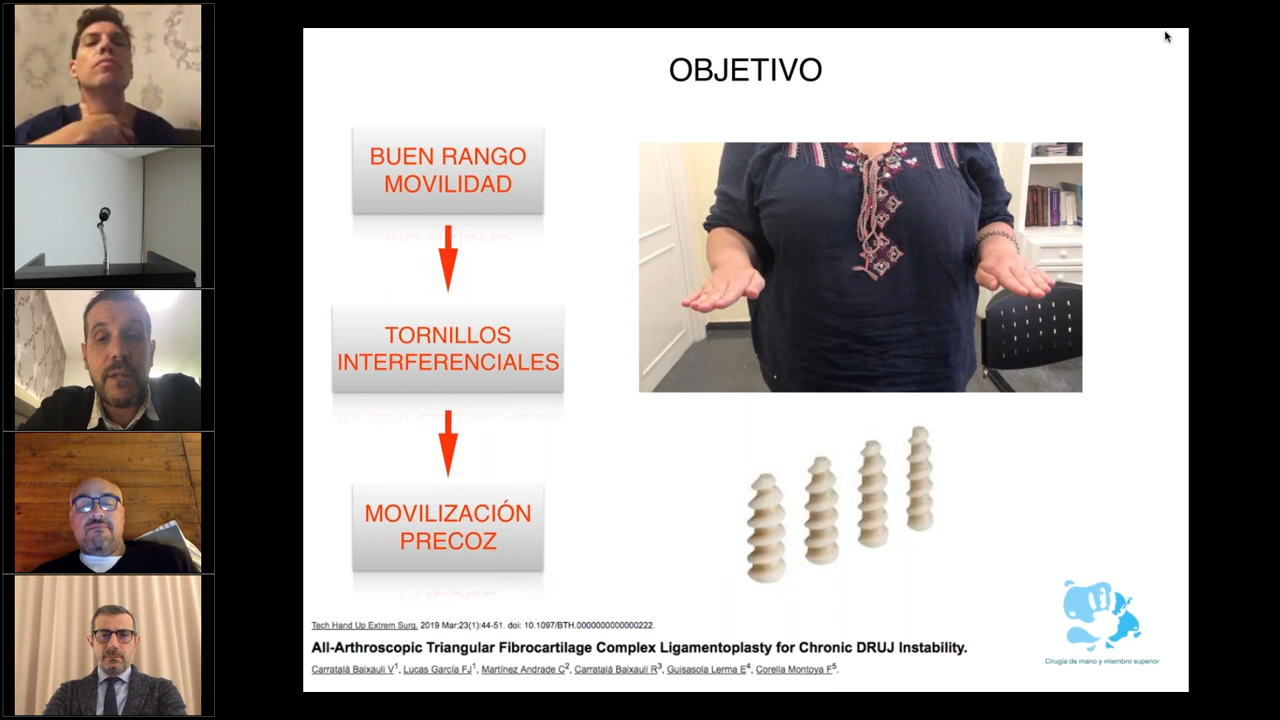 OBJETIVO
BUEN RANGO
MOVILIDAD
TORNILLOS
INTERFERENCIALES
MOVILIZACIÓN
PRECOZ
Tech Hand Up Extrem Surg. 2019 Mar;23(1):44-51. doi: 10.1097/BTH.0000000000000222.
All-Arthroscopic Triangular Fibrocartilage Complex Ligamentoplasty for Chronic DRUJ Instability.
Carratalá Baixauli V1, Lucas García FJ1, Martínez Andrade C2, Carratalá Baixauli R3, Guisasola Lerma E4, Corella Montoya F5.
Cirugía de mano y miembro superior